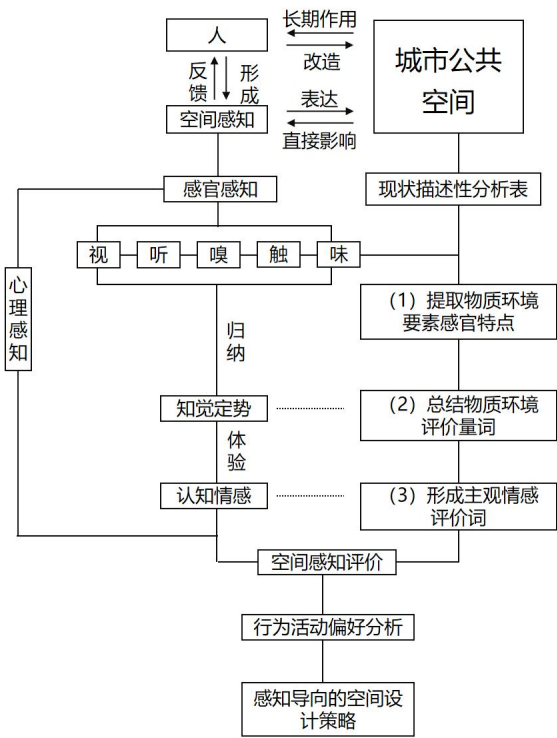 长期作用
人
改造
城市公共
空间
反馈
形成
表达
空间感知
直接影响
感官感知
现状描述性分析表
视
听
嗅
触
味
心理感知
（1）提取物质环境
要素感官特点
归纳
知觉定势
（2）总结物质环境
评价量词
体验
认知情感
（3）形成主观情感
评价词
空间感知评价
行为活动偏好分析
感知导向的空间设
计策略